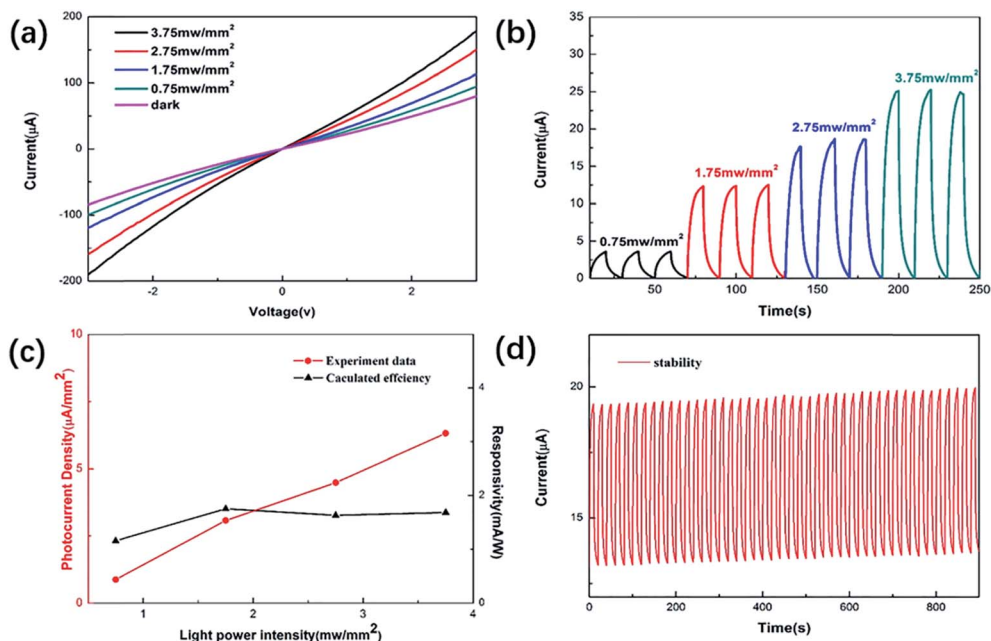 (a)
3.75mw/mm²
2.75mw/mm²
1.75mw/mm²
0.75mw/mm²
dark
200
100
0
-100
-200
-2
0
2
Current(μA)
Voltage(v)
(b)
35
30
25
20
15
10
5
0
50
100
150
200
250
0.75mw/mm²
1.75mw/mm²
2.75mw/mm²
3.75mw/mm²
Current(μA)
Time(s)
(c)
10
5
0
1
2
3
4
4
2
0
Experiment data
Caculated effciency
Photocurrent Density(μA/mm²)
Responsivity(mA/W)
Light power intensity(mw/mm²)
(d)
stability
20
15
0
200
400
600
800
Current(μA)
Time(s)